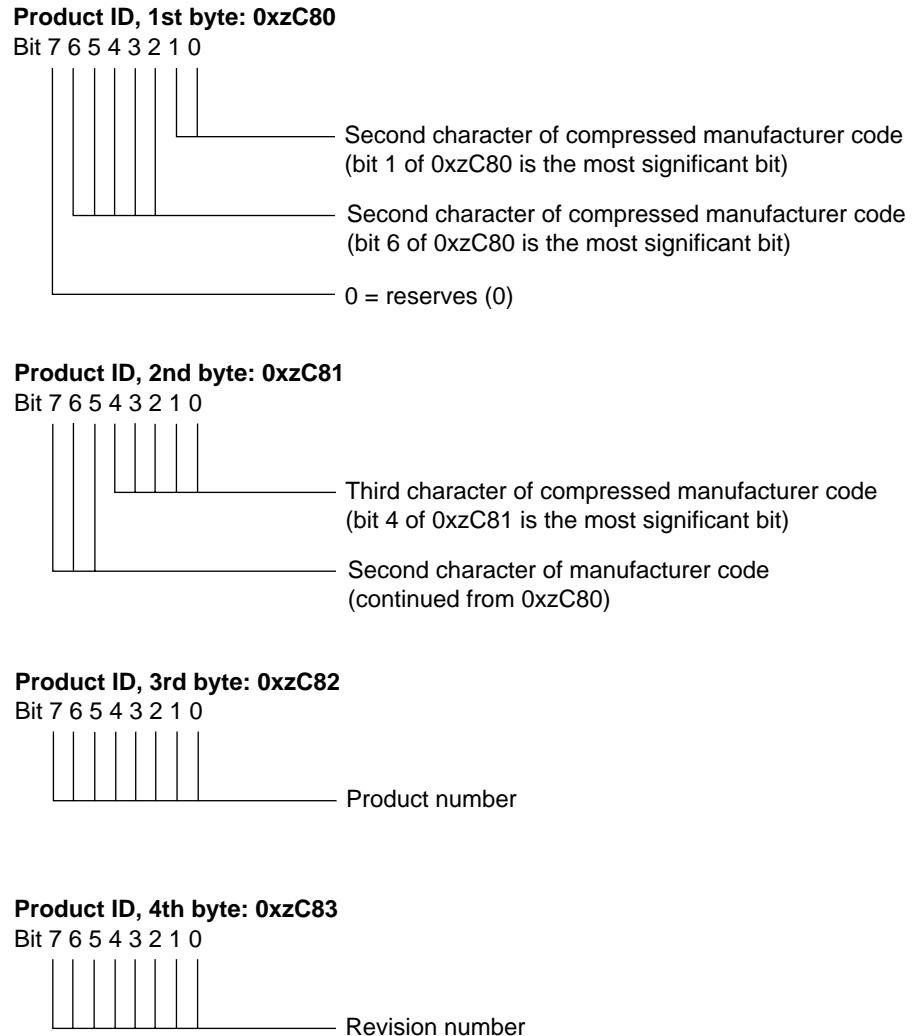 Product ID, 1st byte: 0xzC80
Bit 7 6 5 4 3 2 1 0
Second character of compressed manufacturer code
(bit 1 of 0xzC80 is the most significant bit)
Second character of compressed manufacturer code
(bit 6 of 0xzC80 is the most significant bit)
0 = reserves (0)
Product ID, 2nd byte: 0xzC81
Bit 7 6 5 4 3 2 1 0
Third character of compressed manufacturer code
(bit 4 of 0xzC81 is the most significant bit)
Second character of manufacturer code
(continued from 0xzC80)
Product ID, 3rd byte: 0xzC82
Bit 7 6 5 4 3 2 1 0
Product number
Product ID, 4th byte: 0xzC83
Bit 7 6 5 4 3 2 1 0
Revision number